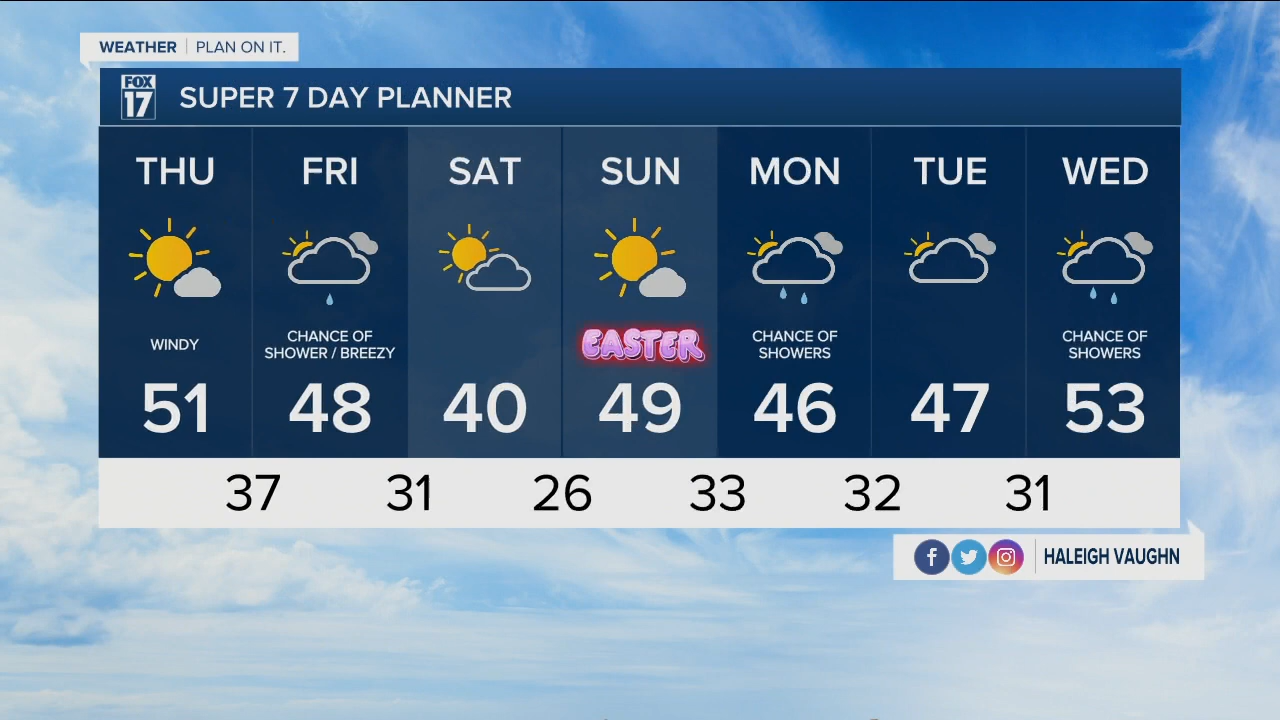 WEATHER | PLAN ON IT.
FOX
17
SUPER 7 DAY PLANNER
THU
FRI
SAT
SUN
MON
TUE
WED
WINDY
CHANCE OF
SHOWER / BREEZY
EASTER
CHANCE OF
SHOWERS
CHANCE OF
SHOWERS
51
48
40
49
46
47
53
37
31
26
33
32
31
HALEIGH VAUGHN